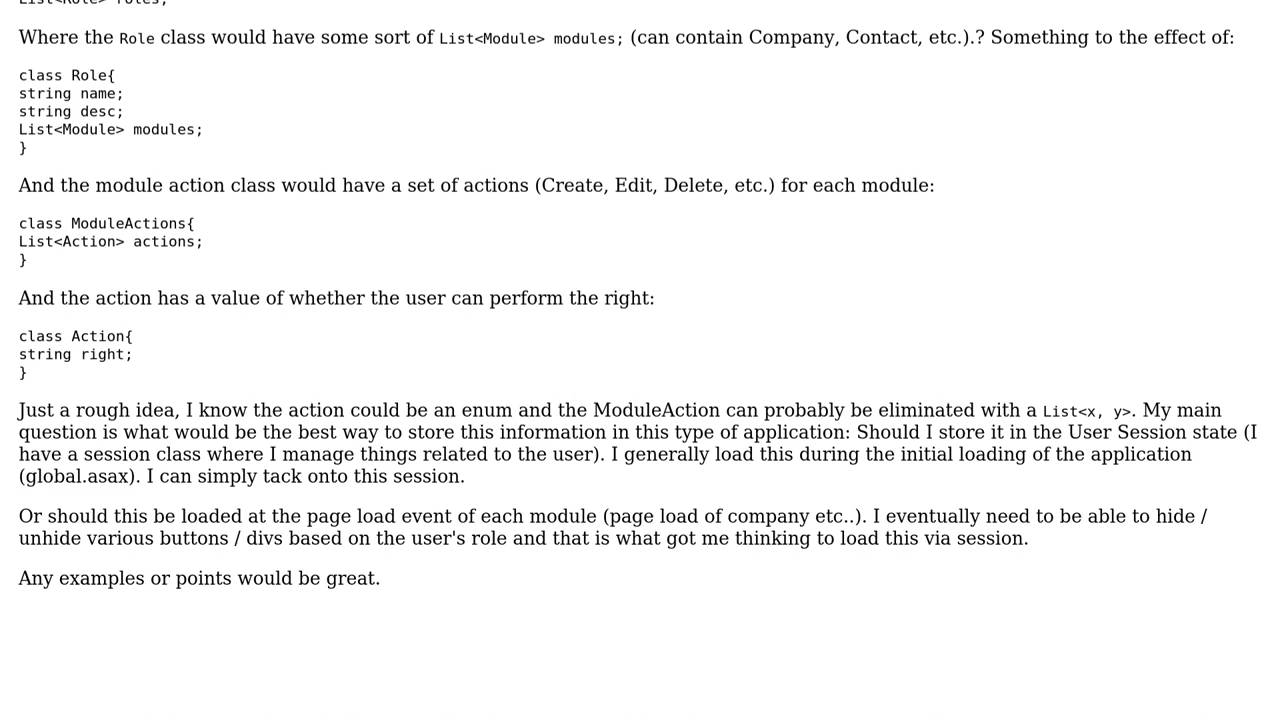 List<Role> roles;
Where the Role class would have some sort of List<Module> modules; (can contain Company, Contact, etc.).? Something to the effect of:
class Role{
string name;
string desc;
List<Module> modules;
}
And the module action class would have a set of actions (Create, Edit, Delete, etc.) for each module:
class ModuleActions{
List<Action> actions;
}
And the action has a value of whether the user can perform the right:
class Action{
string right;
}
Just a rough idea, I know the action could be an enum and the ModuleAction can probably be eliminated with a List<x, y>. My main
question is what would be the best way to store this information in this type of application: Should I store it in the User Session state (I
have a session class where I manage things related to the user). I generally load this during the initial loading of the application
(global.asax). I can simply tack onto this session.
Or should this be loaded at the page load event of each module (page load of company etc..). I eventually need to be able to hide /
unhide various buttons / divs based on the user's role and that is what got me thinking to load this via session.
Any examples or points would be great.